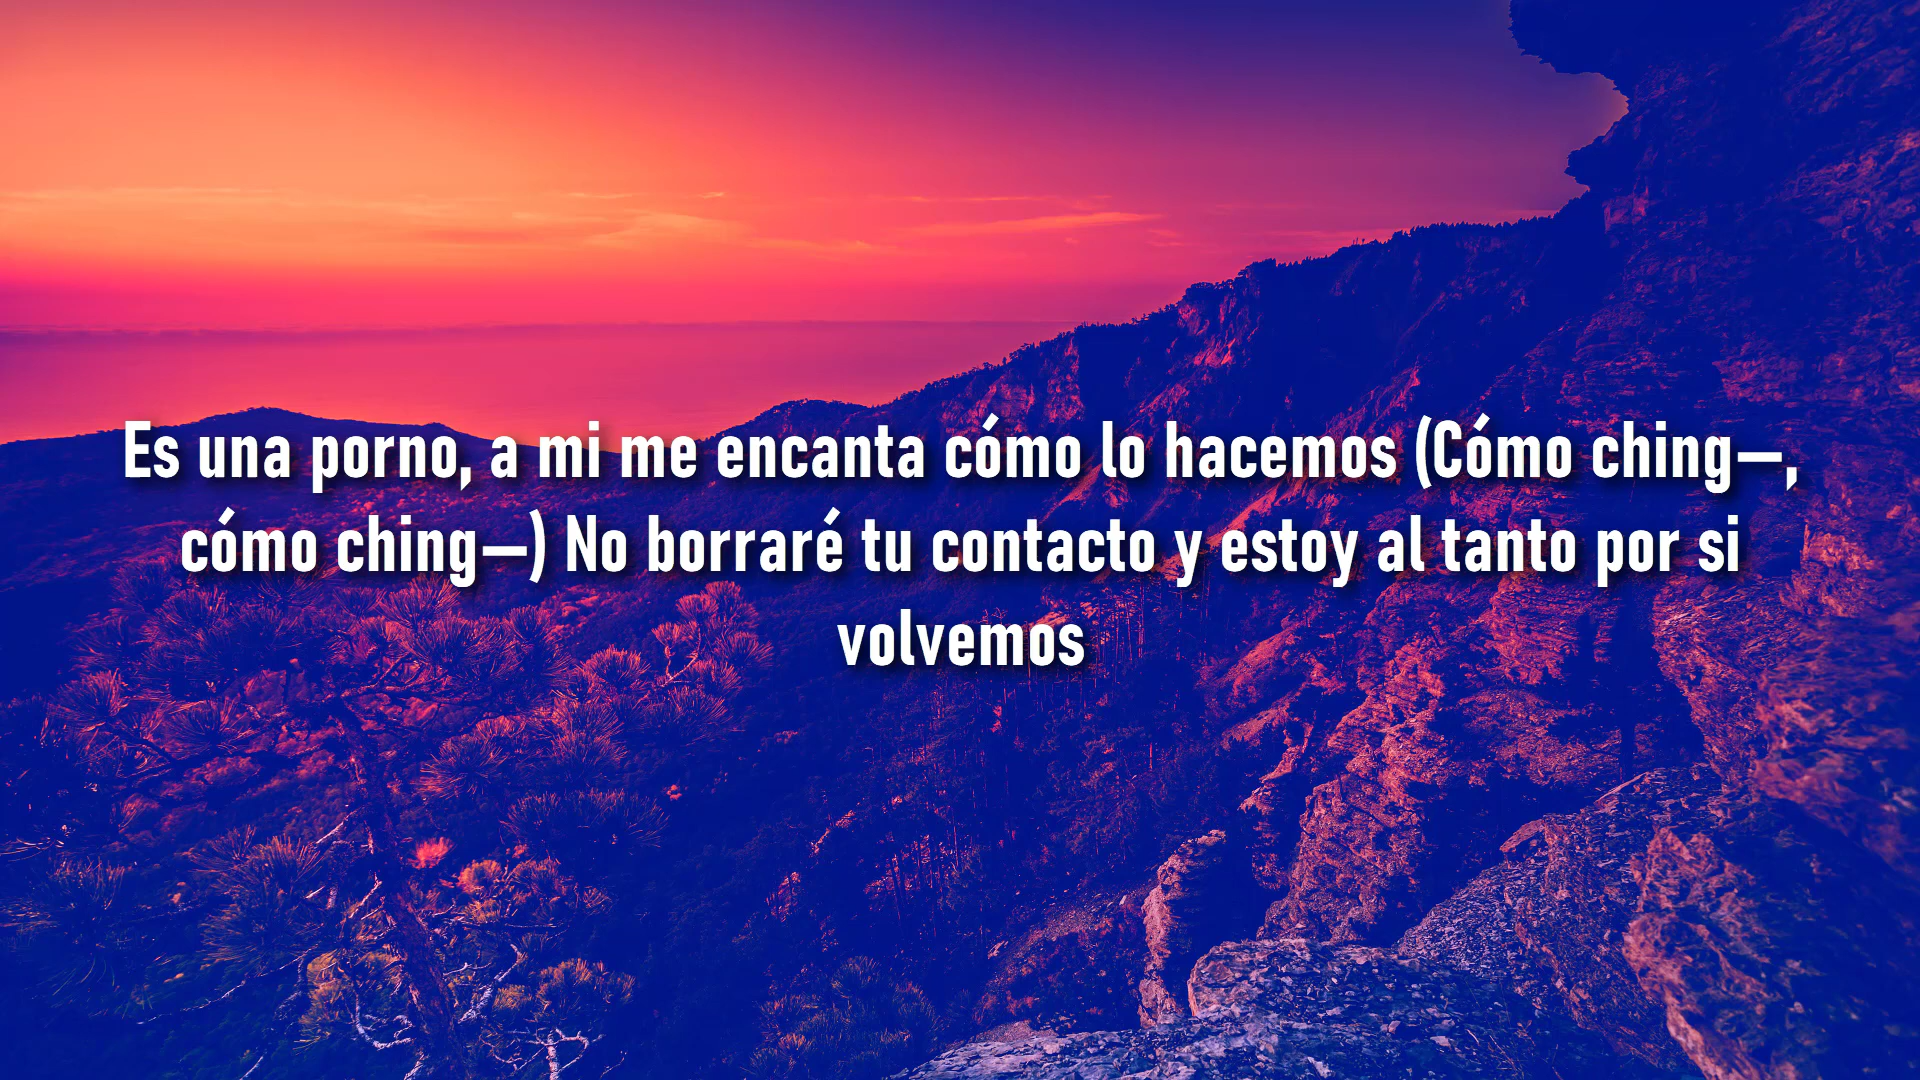 Es una porno, a mi me encanta cómo lo hacemos (Cómo ching—,
cómo ching—) No borraré tu contacto y estoy al tanto por si
volvemos